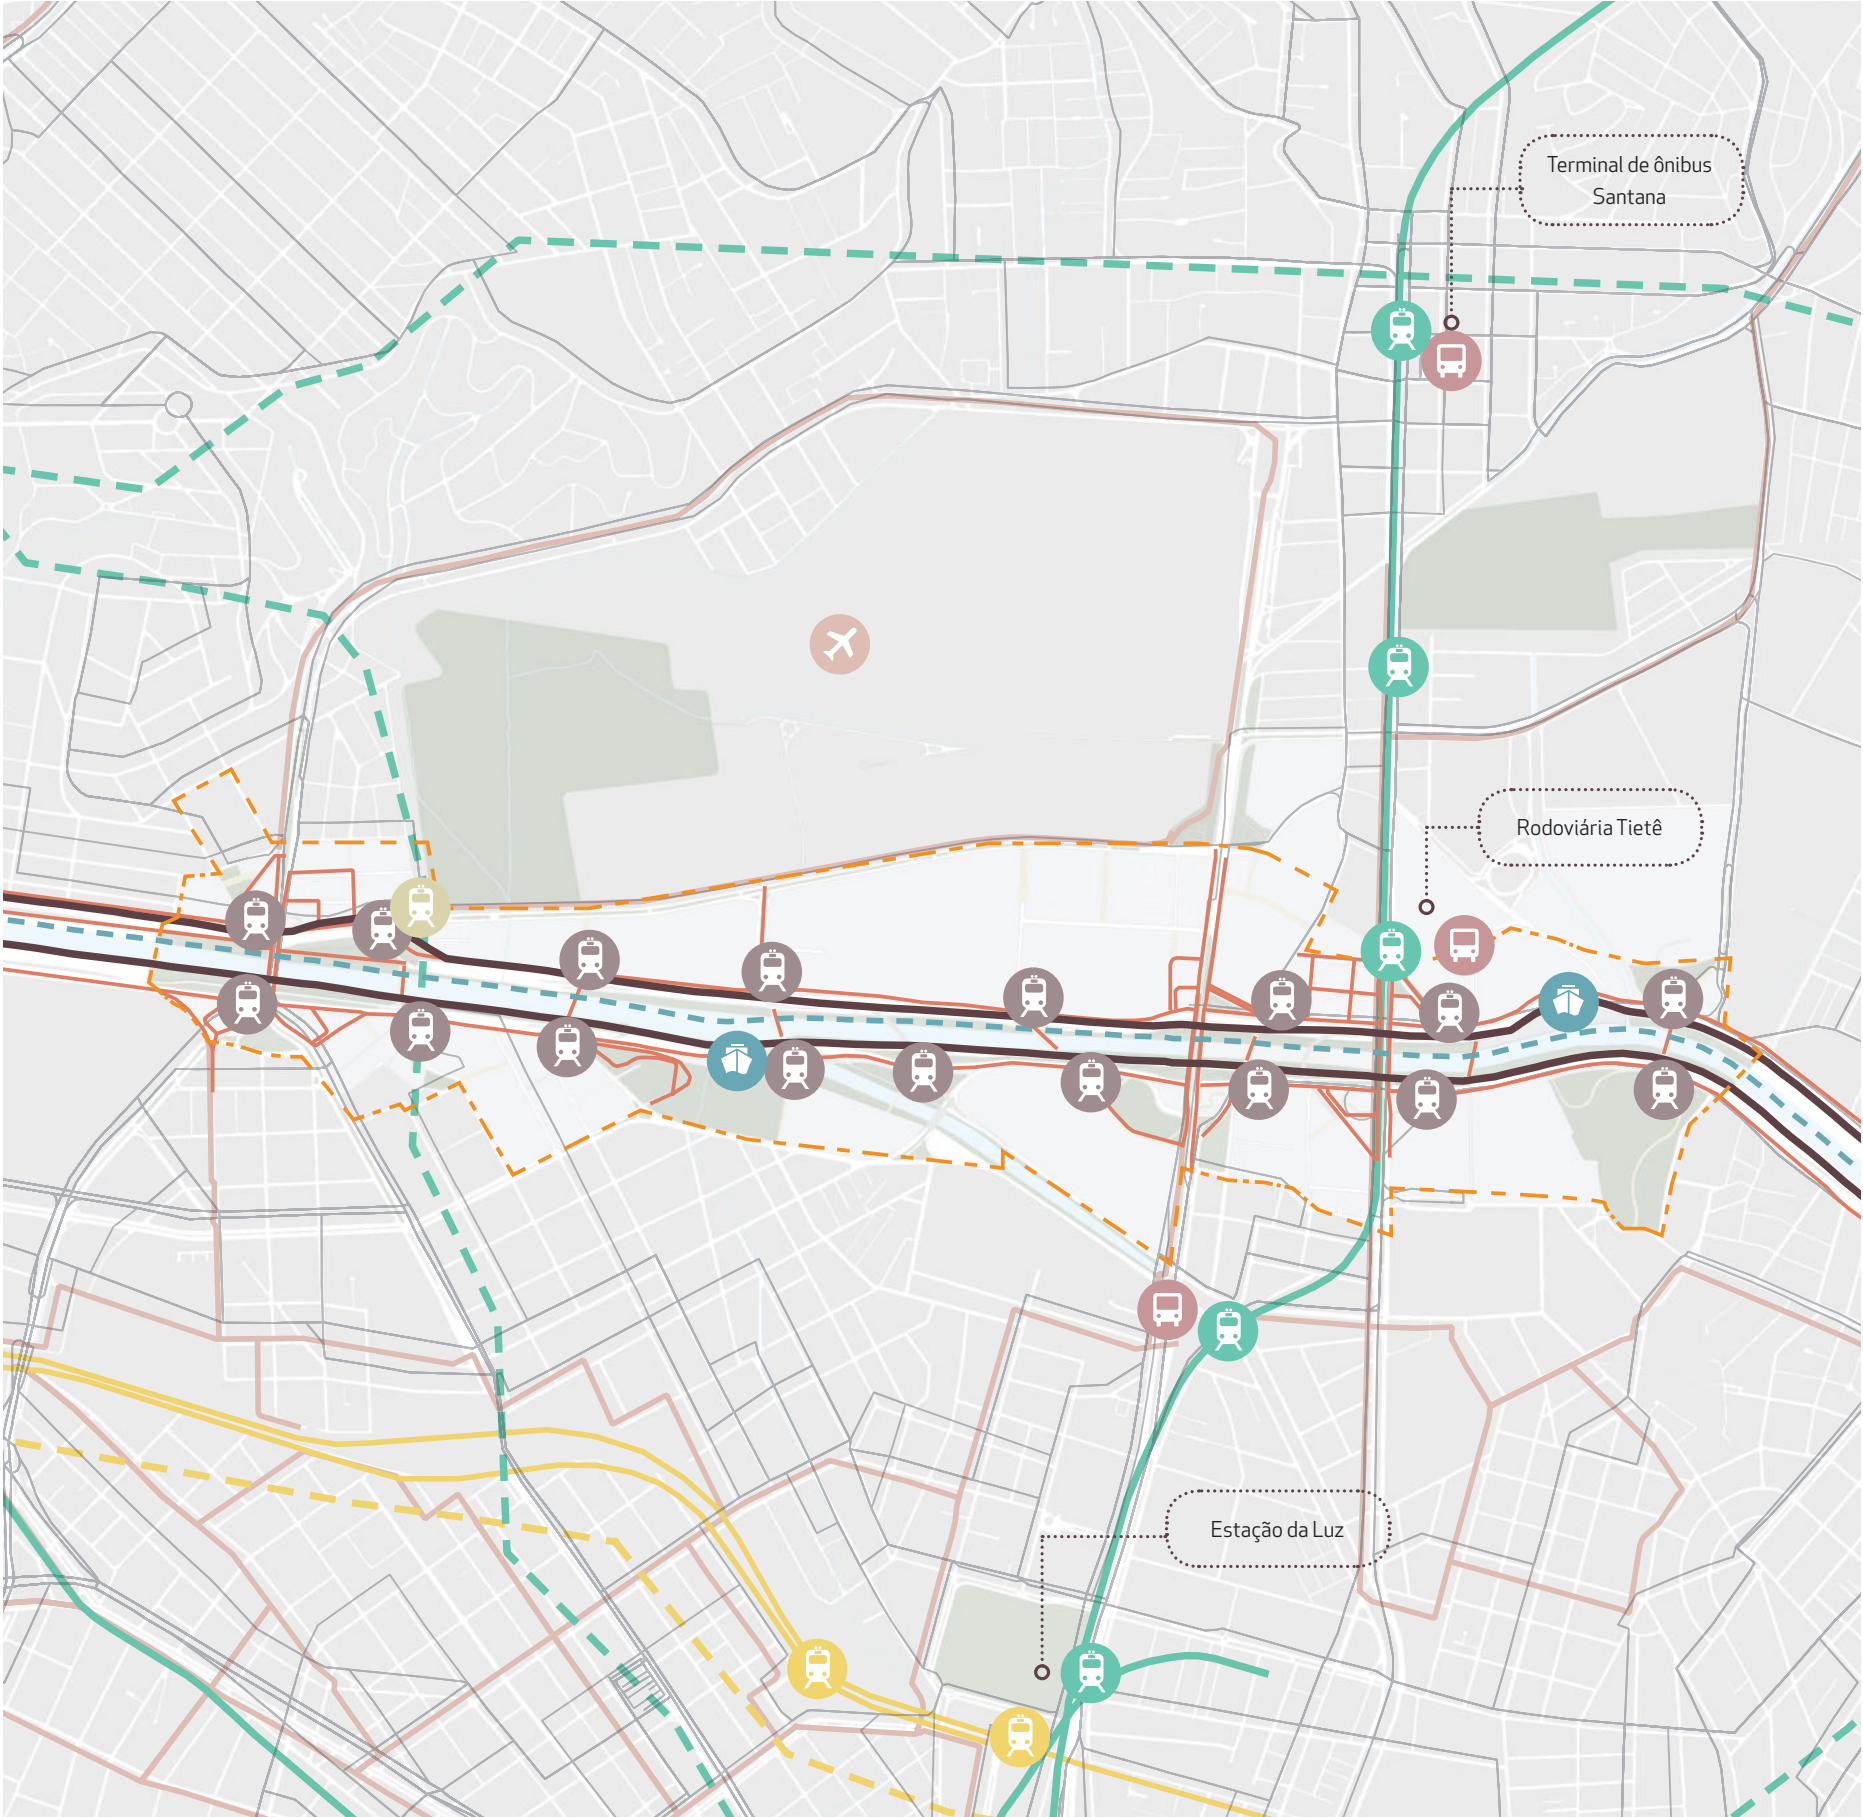 Terminal de ônibus
Santana
Rodoviária Tietê
Estação da Luz